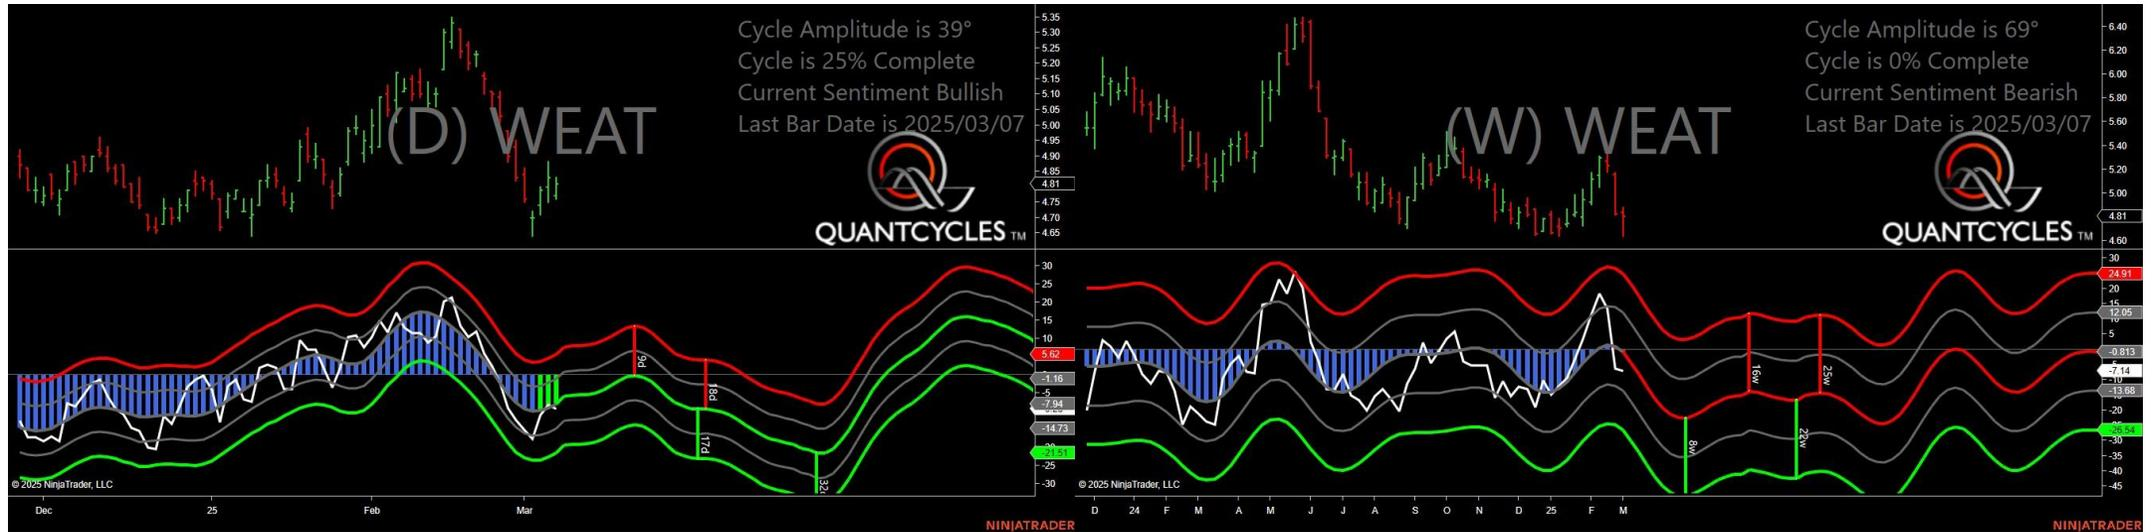 Cycle Amplitude is 39°
Cycle is 25% Complete
Current Sentiment Bullish
Last Bar Date is 2025/03/07
(D) WEAT
QUANTCYCLES TM
5.35
5.30
5.25
5.20
5.15
5.10
5.05
5.00
4.95
4.90
4.85
4.81
4.75
4.70
4.65
30
25
20
15
10
5.62
-1.16
-5
-7.94
-14.73
-21.51
-25
-30
9d
18d
17d
© 2025 NinjaTrader, LLC
Dec
25
Feb
Mar
NINJATRADER
Cycle Amplitude is 69°
Cycle is 0% Complete
Current Sentiment Bearish
Last Bar Date is 2025/03/07
(W) WEAT
QUANTCYCLES TM
6.40
6.20
6.00
5.80
5.60
5.40
5.20
5.00
4.81
4.60
30
24.91
20
15
12.05
5
-0.813
-7.14
-10
-13.68
-20
-26.54
-30
-35
-40
-45
16w
25w
8w
22w
© 2025 NinjaTrader, LLC
D 24 F M A M J J A S O N D 25 F M
NINJATRADER